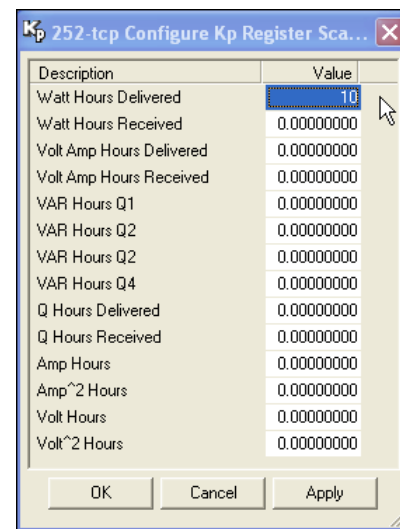 Kp 252-tcp Configure Kp Register Sca...
Description Value
Watt Hours Delivered 10
Watt Hours Received 0.00000000
Volt Amp Hours Delivered 0.00000000
Volt Amp Hours Received 0.00000000
VAR Hours Q1 0.00000000
VAR Hours Q2 0.00000000
VAR Hours Q2 0.00000000
VAR Hours Q4 0.00000000
Q Hours Delivered 0.00000000
Q Hours Received 0.00000000
Amp Hours 0.00000000
Amp^2 Hours 0.00000000
Volt Hours 0.00000000
Volt^2 Hours 0.00000000
OK Cancel Apply